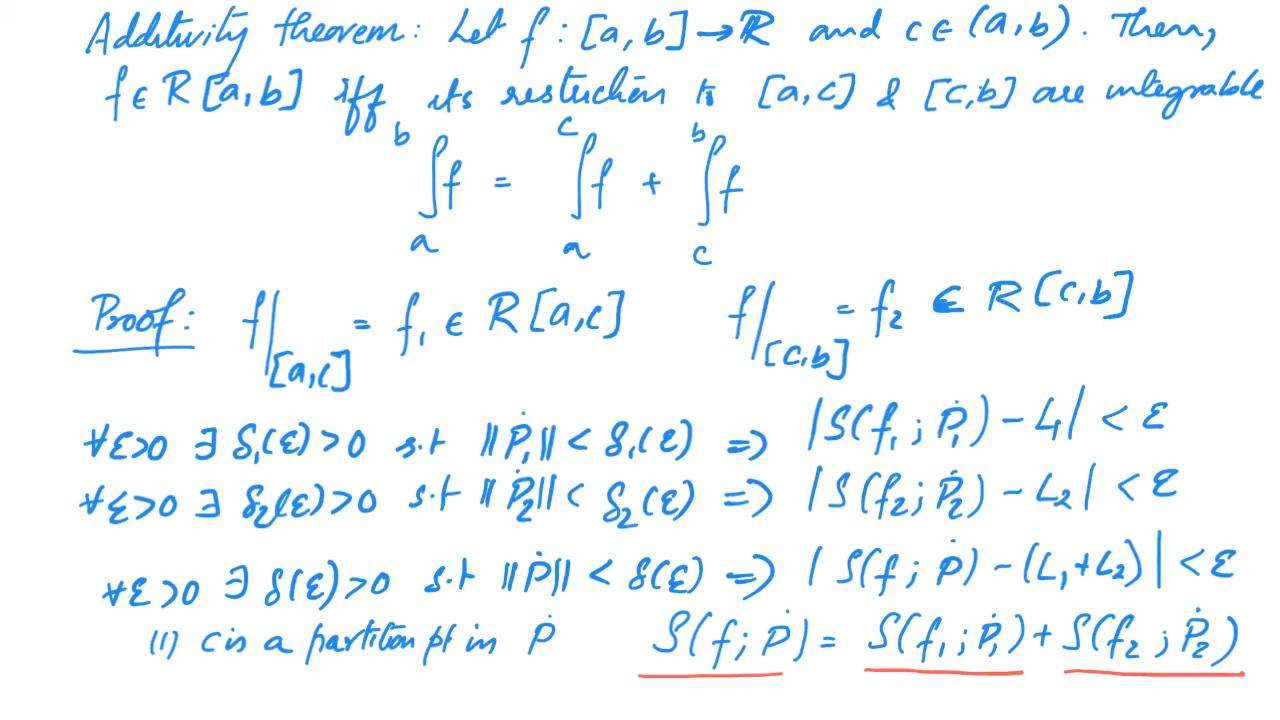 Additivity theorem: Let f : [a,b] → ℝ and c ∈ (a,b). Then,
f ∈ R[a,b] iff its restriction to [a,c] & [c,b] are integrable
∫_a^b f = ∫_a^c f + ∫_c^b f
Proof: f|_[a,c] = f₁ ∈ R[a,c] f|_[c,b] = f₂ ∈ R[c,b]
∀ε>0 ∃ δ₁(ε)>0 s.t ||Ṗ₁|| < δ₁(ε) => |S(f₁; Ṗ₁) - L₁| < ε
∀ε>0 ∃ δ₂(ε)>0 s.t ||Ṗ₂|| < δ₂(ε) => |S(f₂; Ṗ₂) - L₂| < ε
∀ε>0 ∃ δ(ε)>0 s.t ||Ṗ|| < δ(ε) => |S(f; Ṗ) - (L₁+L₂)| < ε
(1) c is a partition pt in Ṗ S(f; Ṗ) = S(f₁; Ṗ₁) + S(f₂; Ṗ₂)